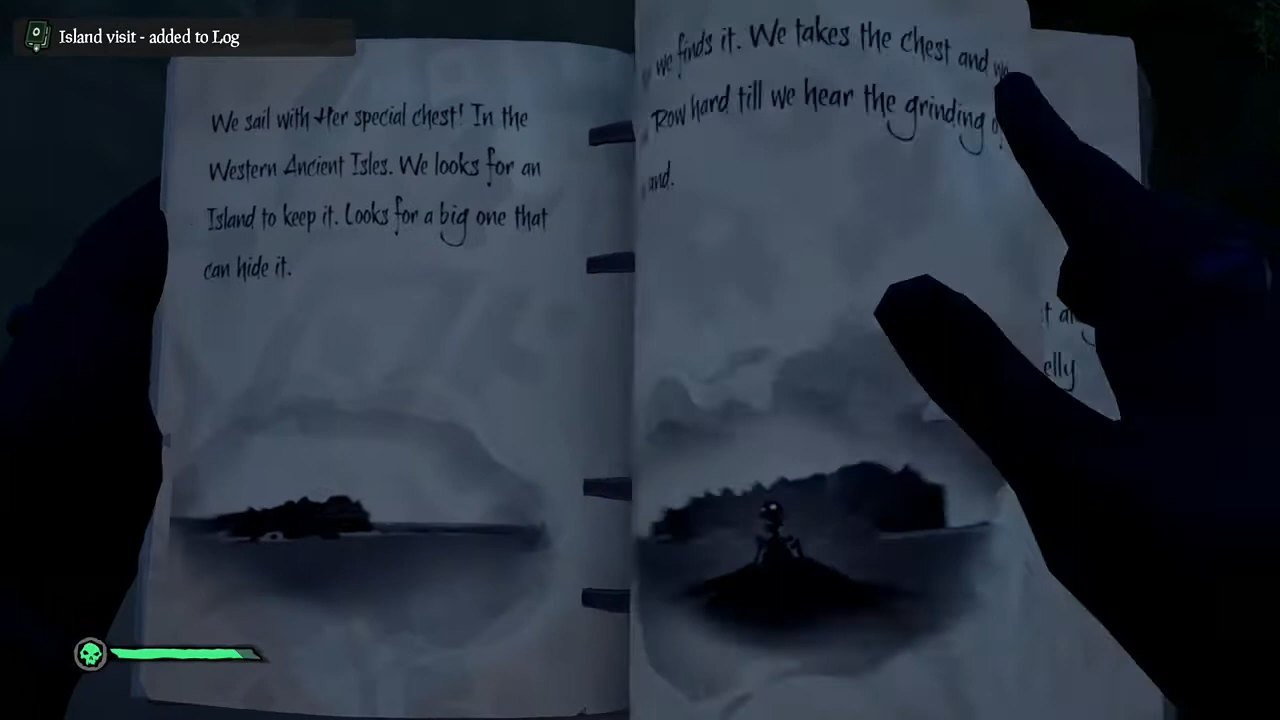 Island visit - added to Log
We sail with Her special chest! In the
Western Ancient Isles. We looks for an
Island to keep it. Looks for a big one that
can hide it.
we finds it. We takes the Chest and we
Row hard till we hear the grinding
and.
elly